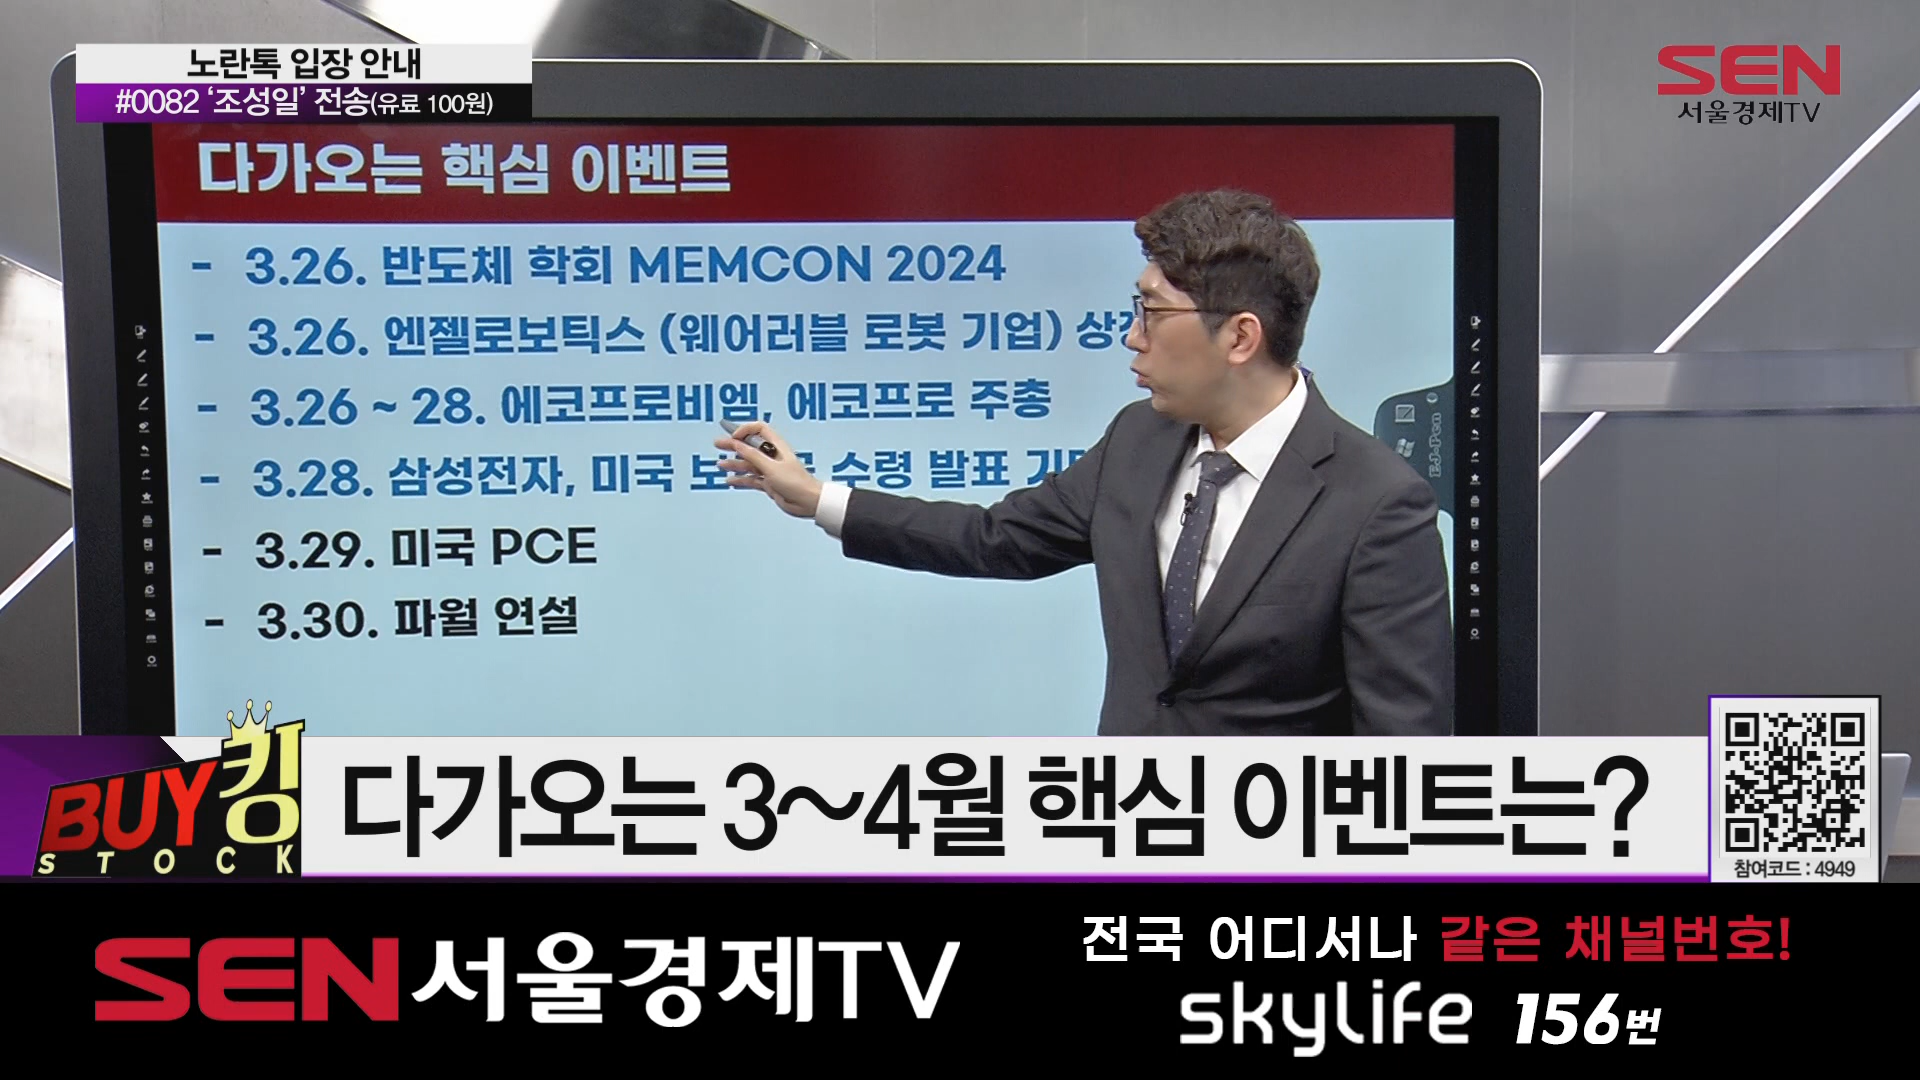 노란톡 입장 안내
#0082 ‘조성일’ 전송(유료 100원)
SEN
서울경제TV
다가오는 핵심 이벤트
- 3.26. 반도체 학회 MEMCON 2024
- 3.26. 엔젤로보틱스 (웨어러블 로봇 기업)
- 3.26 ~ 28. 에코프로비엠, 에코프로 주총
- 3.28. 삼성전자, 미국 수령 발표
- 3.29. 미국 PCE
- 3.30. 파월 연설
BUY킹
STOCK
다가오는 3~4월 핵심 이벤트는?
참여코드 : 4949
SEN 서울경제TV
전국 어디서나 같은 채널번호!
skylife 156번